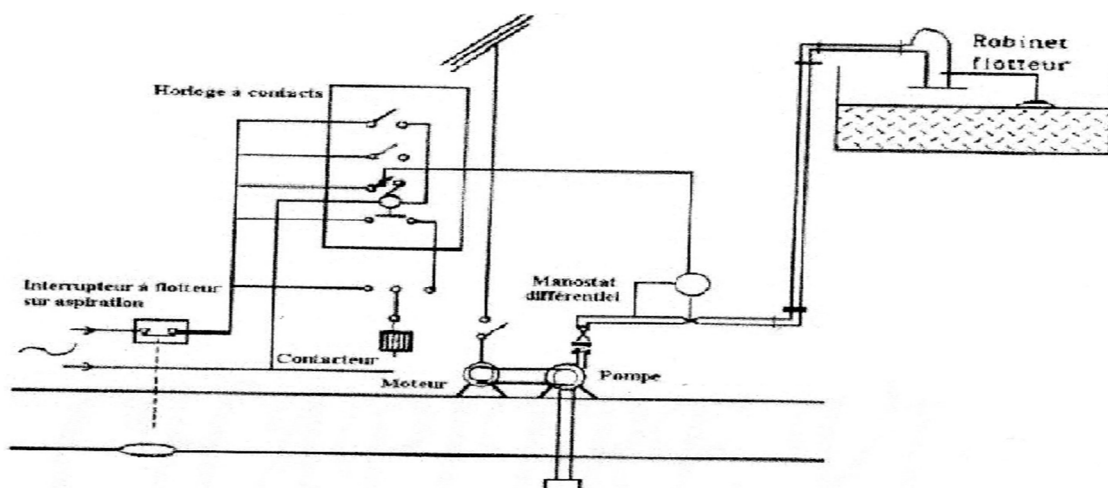 Robinet
flotteur
Horloge à contacts
Interrupteur à flotteur
sur aspiration
Manostat
différentiel
Contacteur
Moteur
Pompe